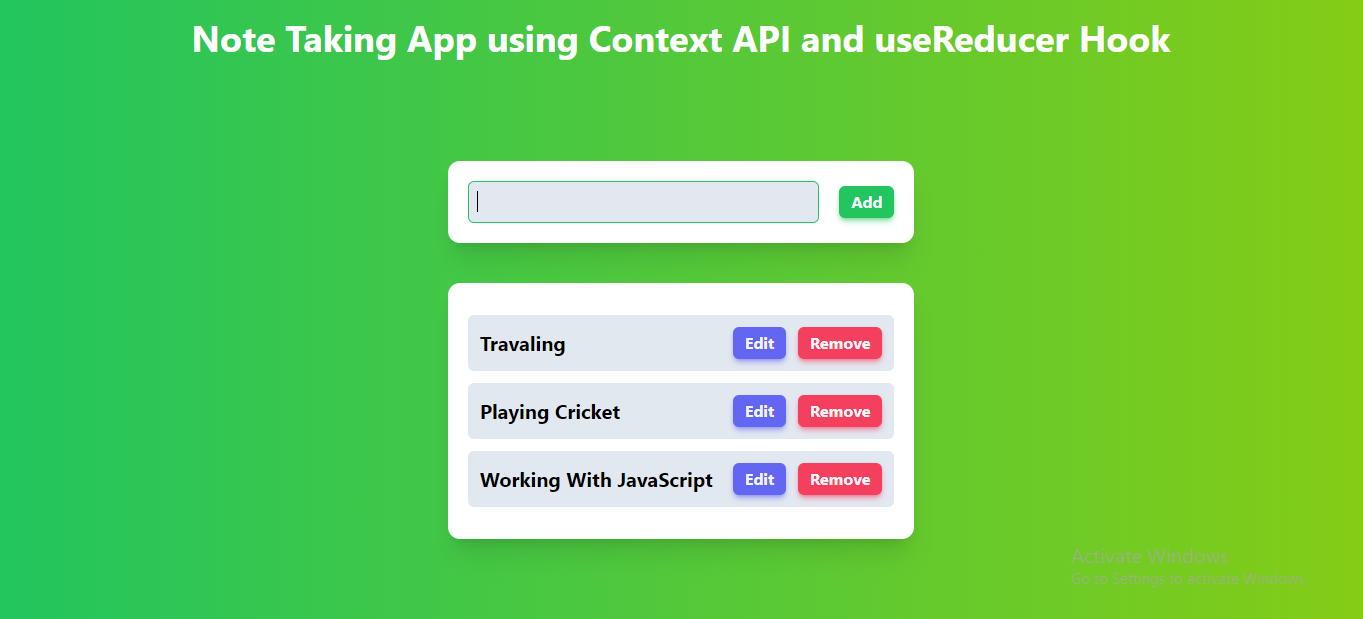 Note Taking App using Context API and useReducer Hook
Add
Travaling Edit Remove
Playing Cricket Edit Remove
Working With JavaScript Edit Remove
Activate Windows
Go to Settings to activate Windows.